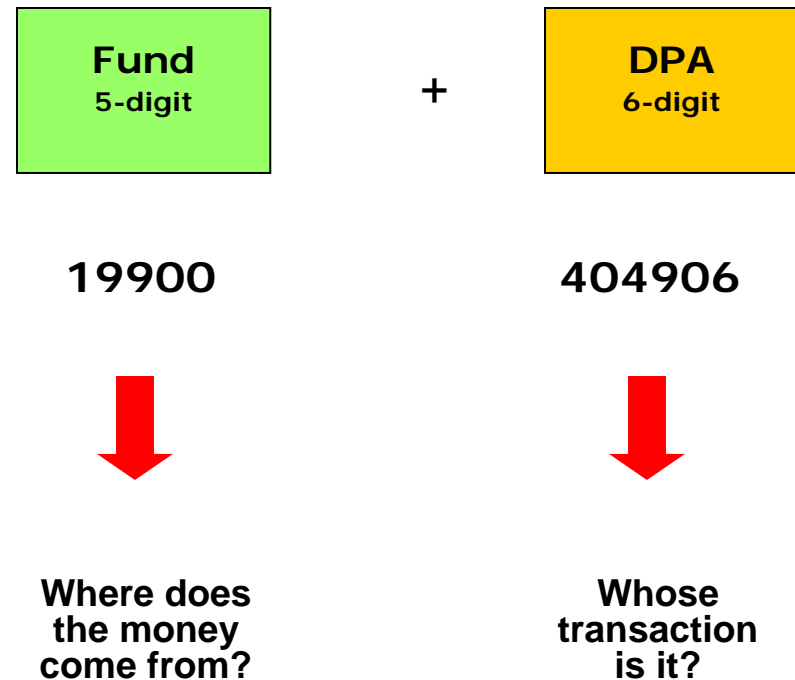 Fund
5-digit
+
DPA
6-digit
19900
404906
Where does
the money
come from?
Whose
transaction
is it?